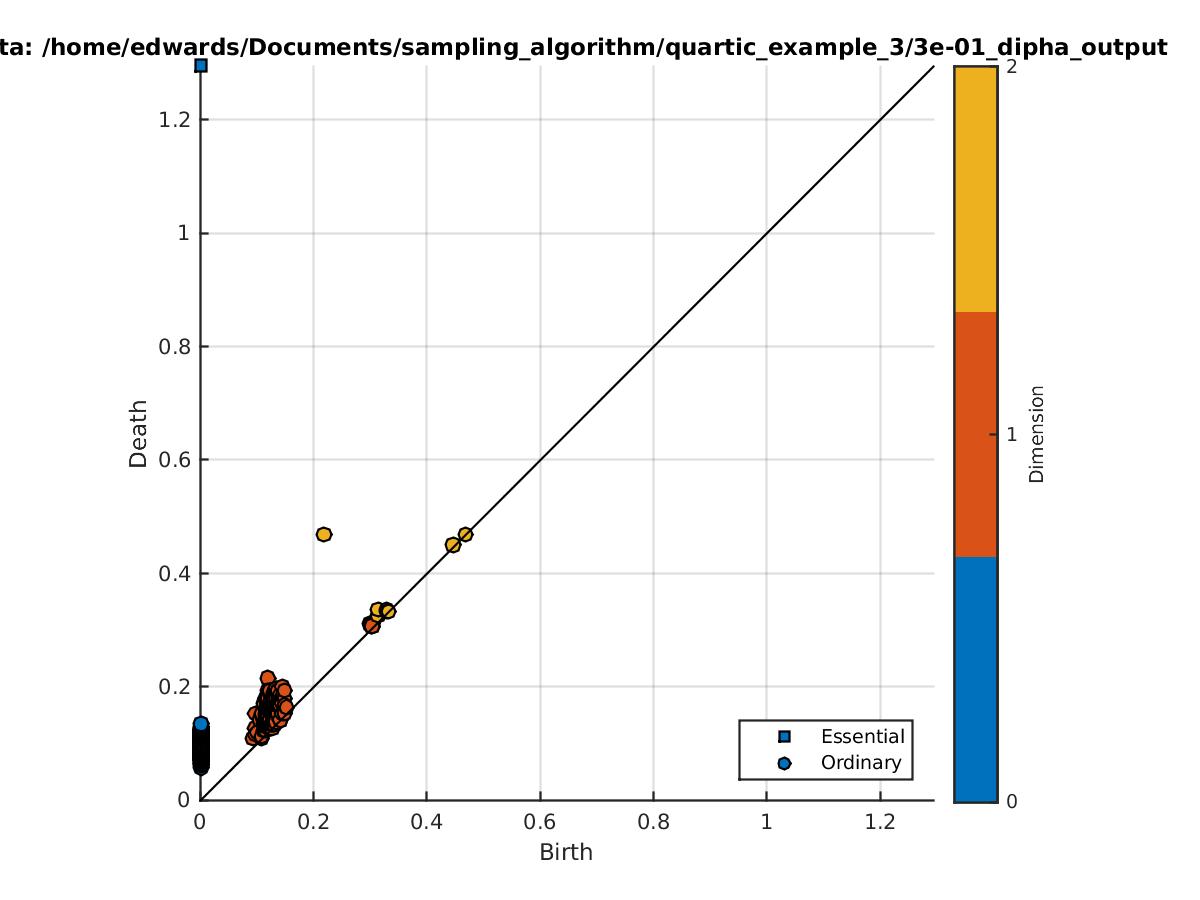 ta: /home/edwards/Documents/sampling_algorithm/quartic_example_3/3e-01_dipha_output
2
1.2
1
0.8
0.6
0.4
0.2
0
Death
1
Dimension
0
Essential
Ordinary
0 0.2 0.4 0.6 0.8 1 1.2
Birth